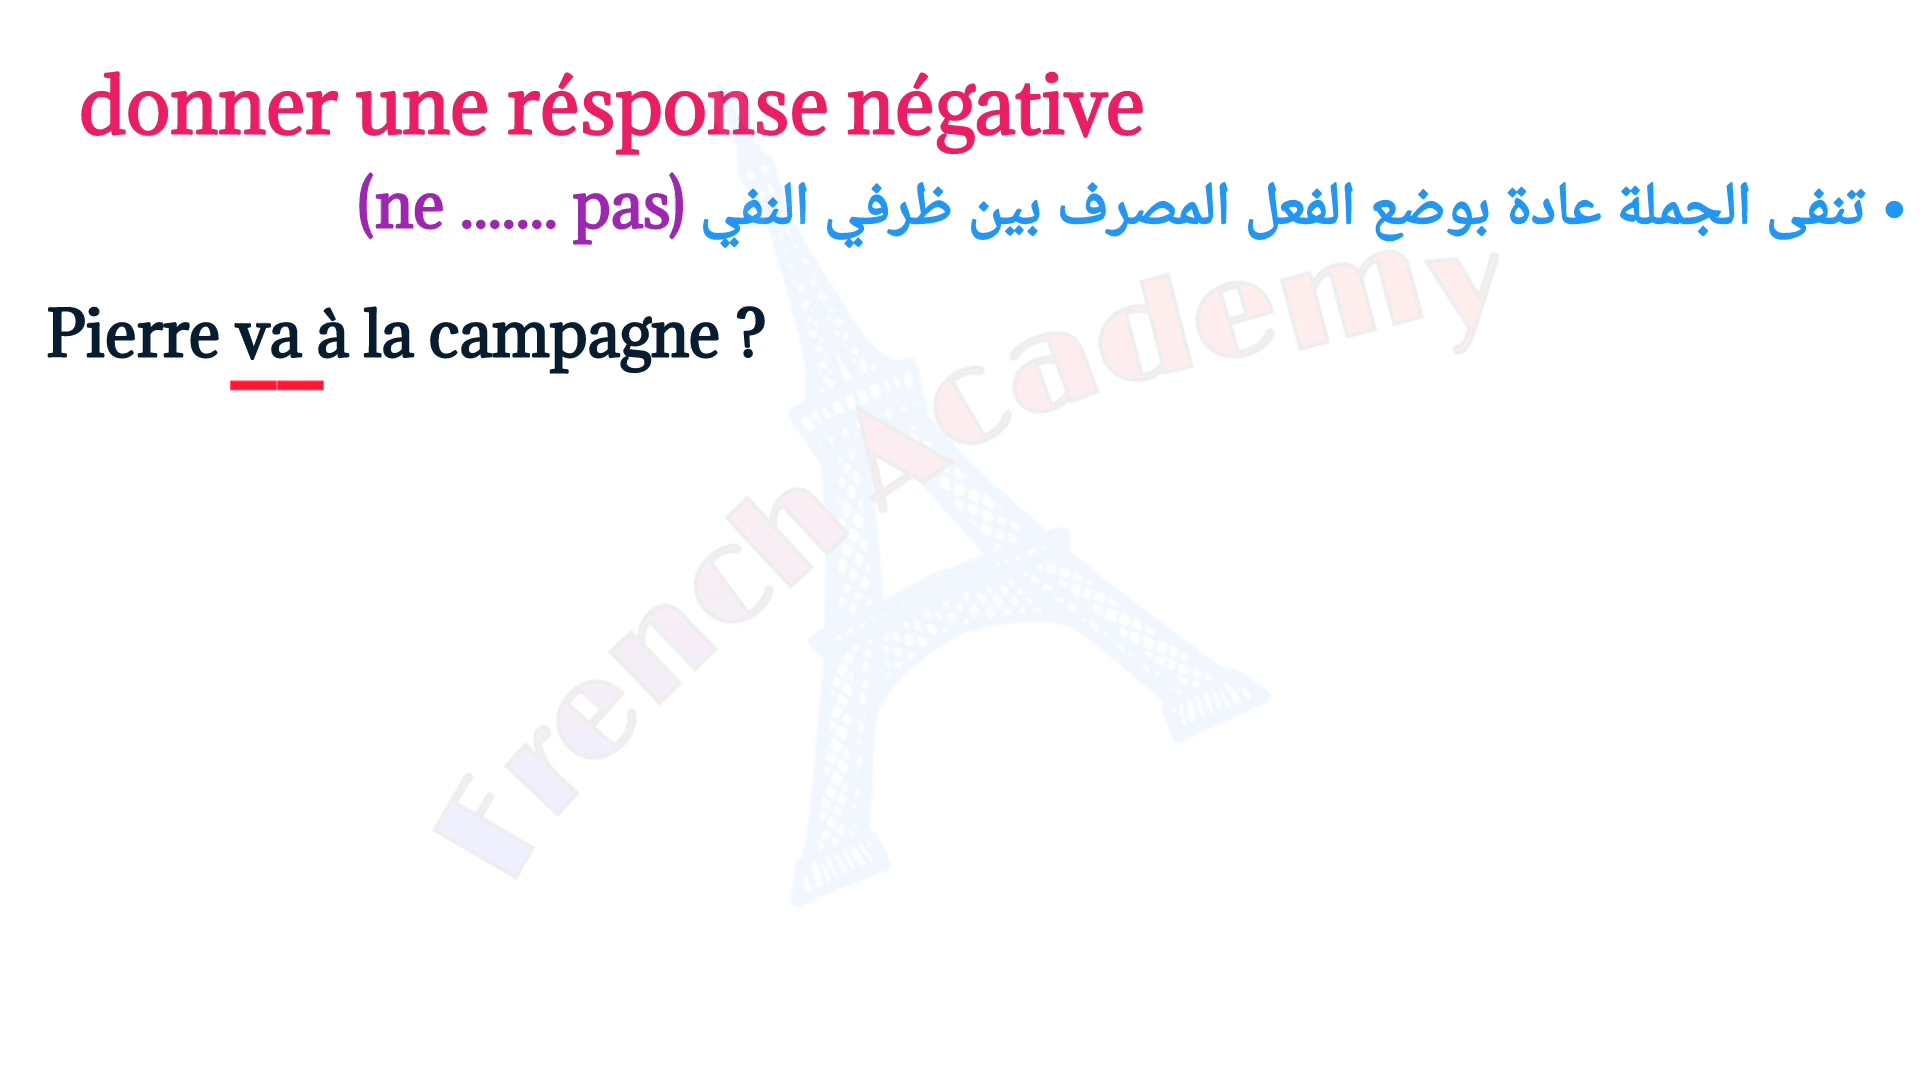 donner une résponse négative
• تنفى الجملة عادة بوضع الفعل المصرف بين ظرفي النفي (ne ....... pas)
Pierre va à la campagne ?
French Academy